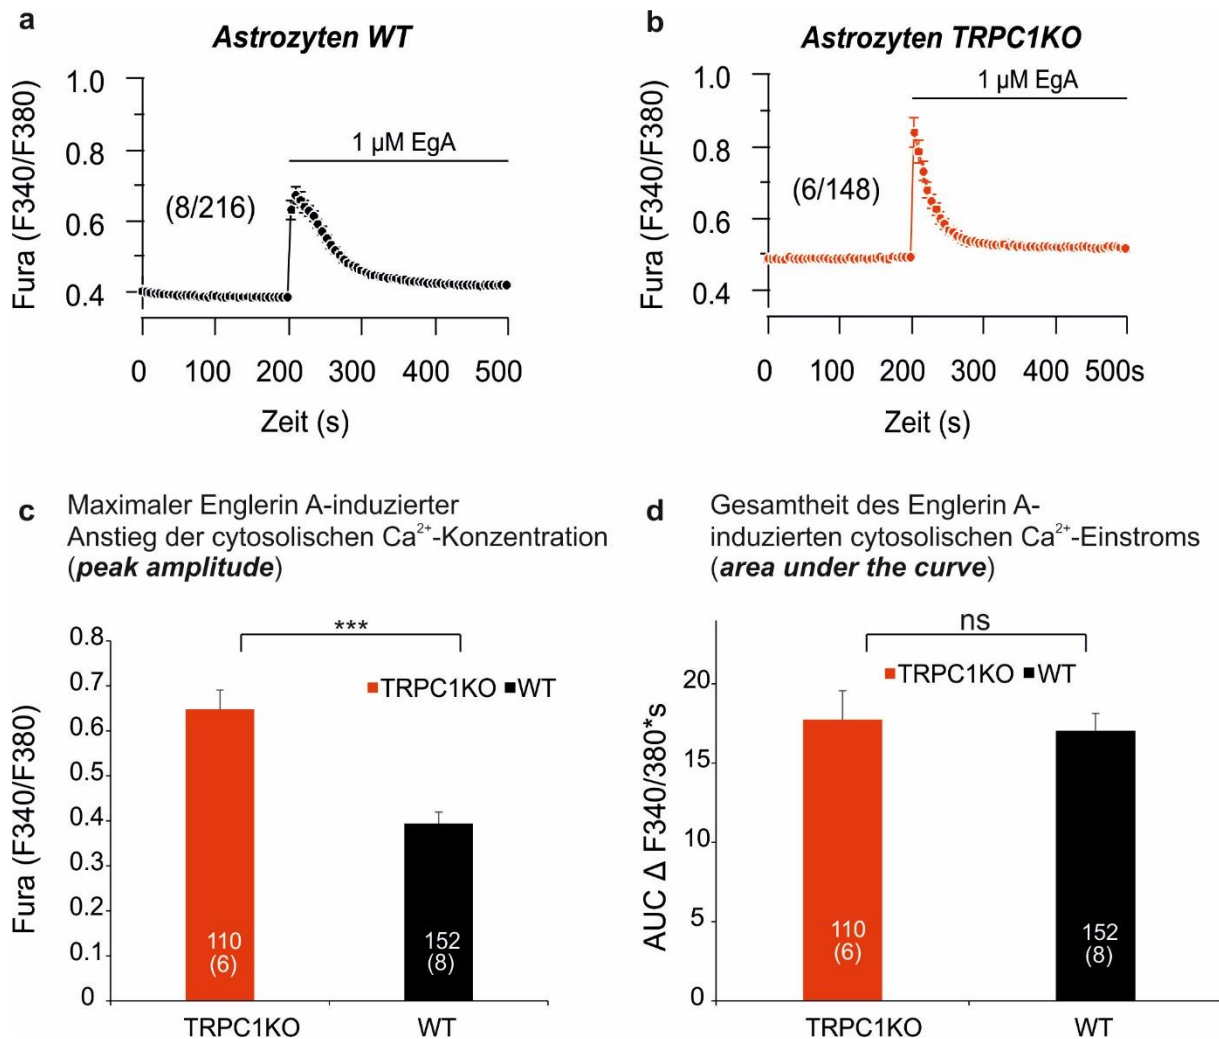 a
Astrozyten WT
Fura (F340/F380)
1.0
0.8
0.6
0.4
1 µM EgA
(8/216)
0 100 200 300 400 500
Zeit (s)
b
Astrozyten TRPC1KO
Fura (F340/F380)
1.0
0.8
0.6
0.4
1 µM EgA
(6/148)
0 100 200 300 400 500s
Zeit (s)
c
Maximaler Englerin A-induzierter
Anstieg der cytosolischen Ca²⁺-Konzentration
(peak amplitude)
Fura (F340/F380)
0.8
0.7
0.6
0.5
0.4
0.3
0.2
0.1
0
***
TRPC1KO WT
110
(6)
152
(8)
TRPC1KO WT
d
Gesamtheit des Englerin A-
induzierten cytosolischen Ca²⁺-Einstroms
(area under the curve)
AUC Δ F340/380*s
20
15
10
5
0
ns
TRPC1KO WT
110
(6)
152
(8)
TRPC1KO WT